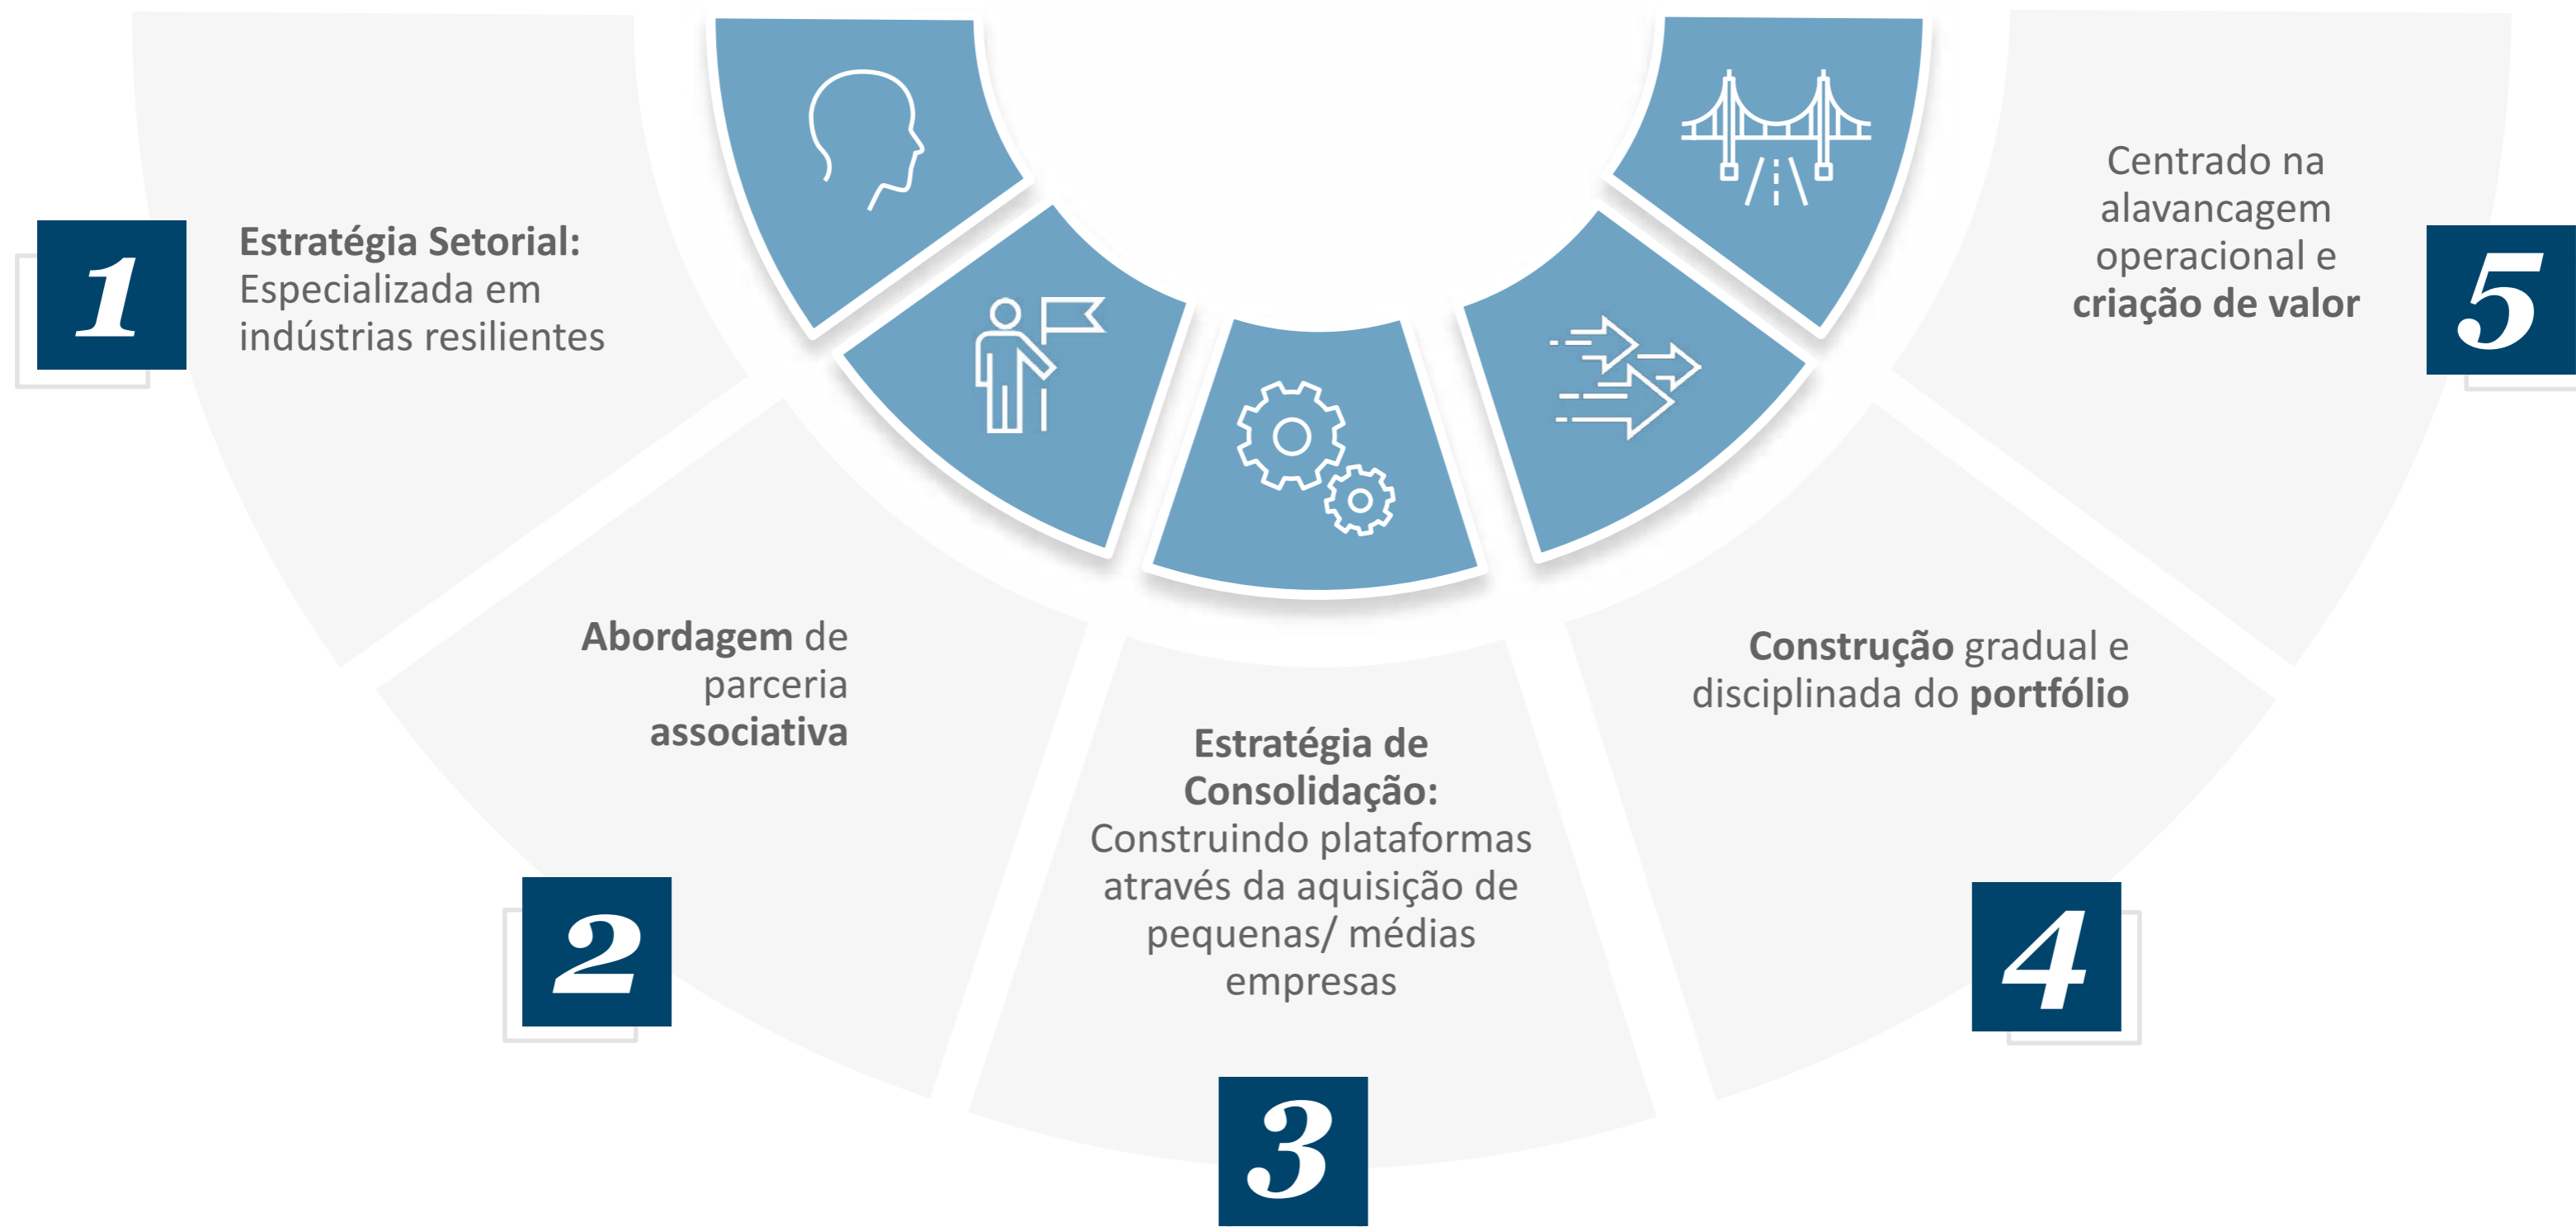 1
Estratégia Setorial:
Especializada em
indústrias resilientes
2
Abordagem de
parceria
associativa
3
Estratégia de
Consolidação:
Construindo plataformas
através da aquisição de
pequenas/ médias
empresas
4
Construção gradual e
disciplinada do portfólio
5
Centrado na
alavancagem
operacional e
criação de valor